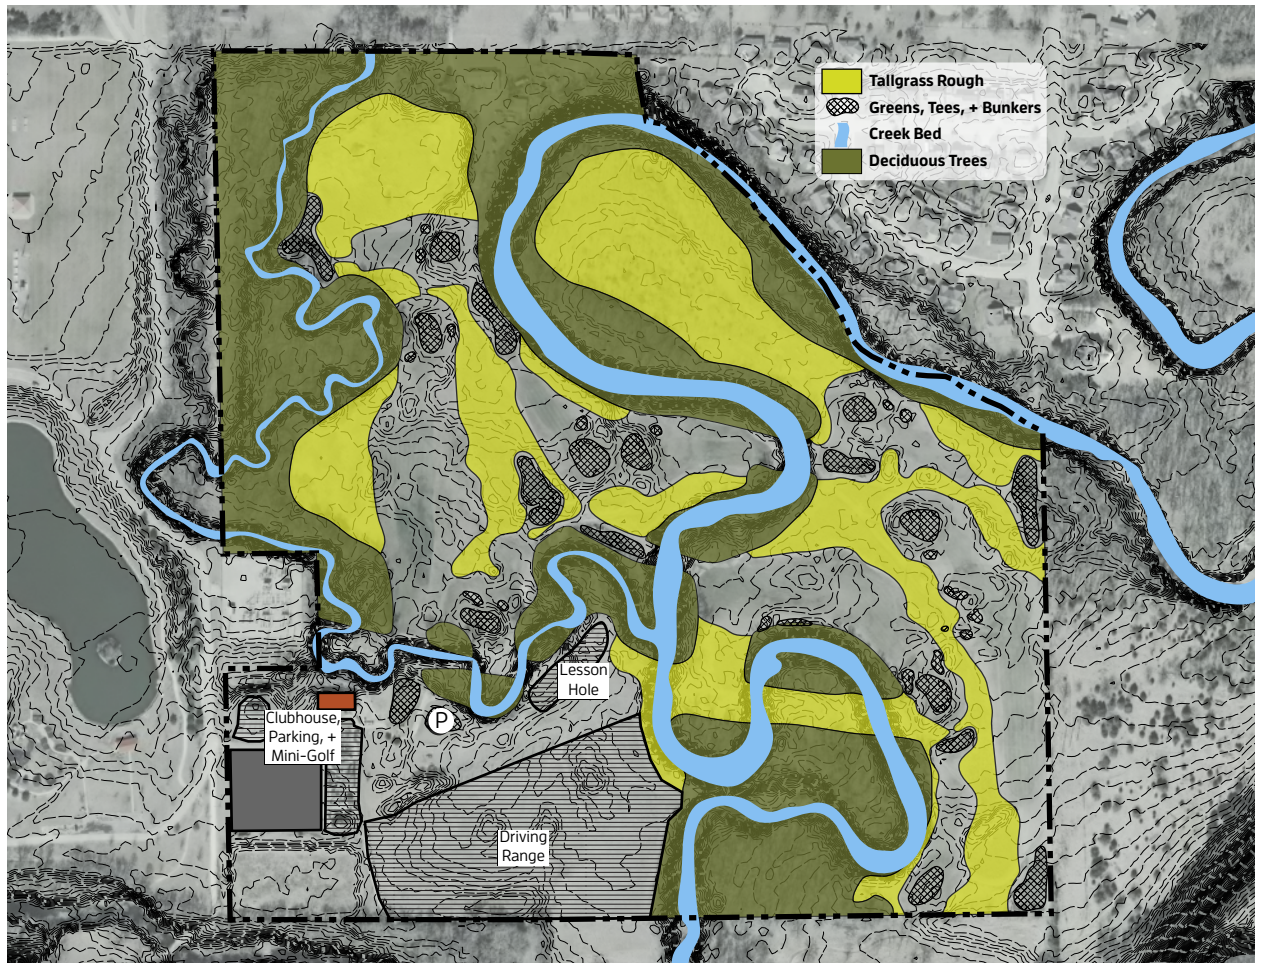 Tallgrass Rough
Greens, Tees, + Bunkers
Creek Bed
Deciduous Trees
Lesson
Hole
Clubhouse,
Parking, +
Mini-Golf
P
Driving
Range